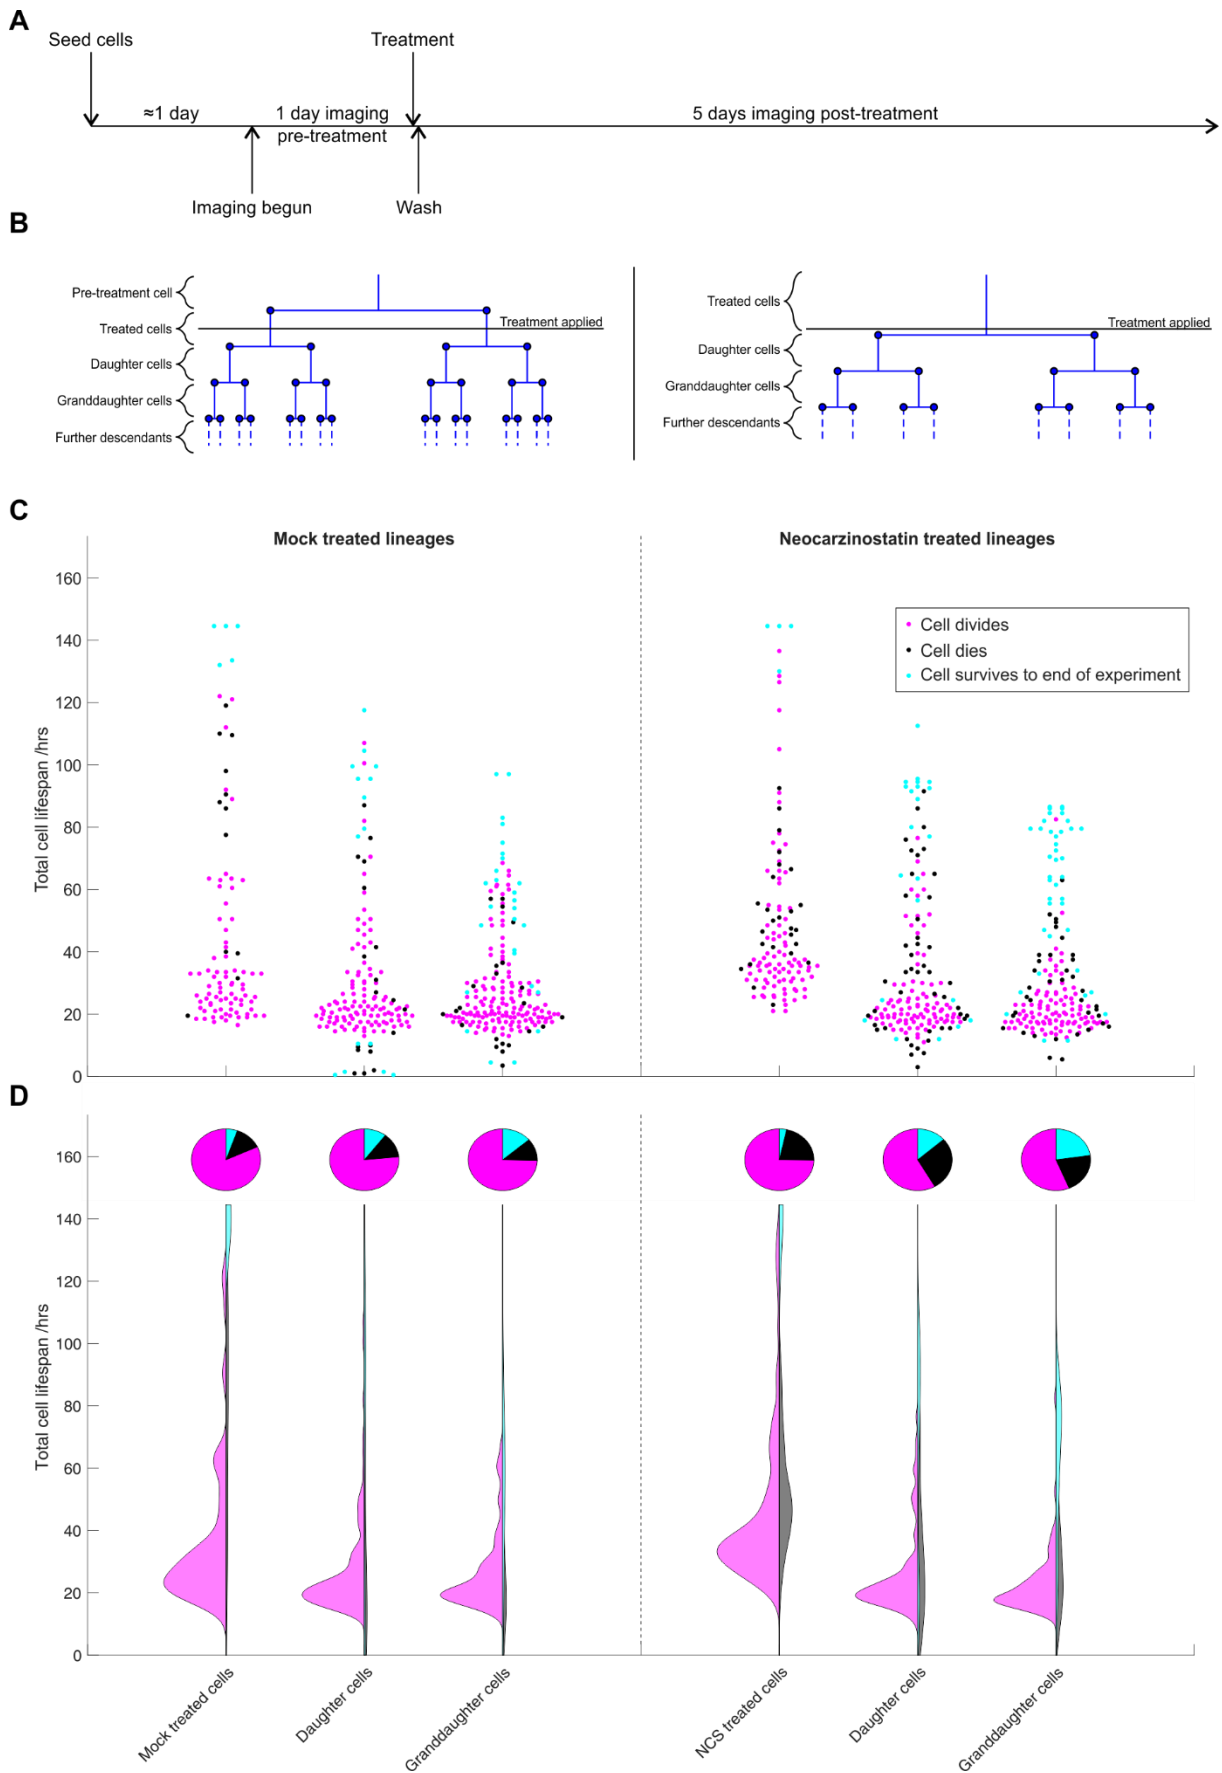 A
Seed cells
Treatment
≈1 day
1 day imaging
pre-treatment
5 days imaging post-treatment
Imaging begun
Wash
B
Pre-treatment cell
Treated cells
Treatment applied
Daughter cells
Granddaughter cells
Further descendants
Treated cells
Treatment applied
Daughter cells
Granddaughter cells
Further descendants
C
Mock treated lineages
Neocarzinostatin treated lineages
Cell divides
Cell dies
Cell survives to end of experiment
Total cell lifespan /hrs
160
140
120
100
80
60
40
20
0
D
Total cell lifespan /hrs
160
140
120
100
80
60
40
20
0
Mock treated cells
Daughter cells
Granddaughter cells
NCS treated cells
Daughter cells
Granddaughter cells